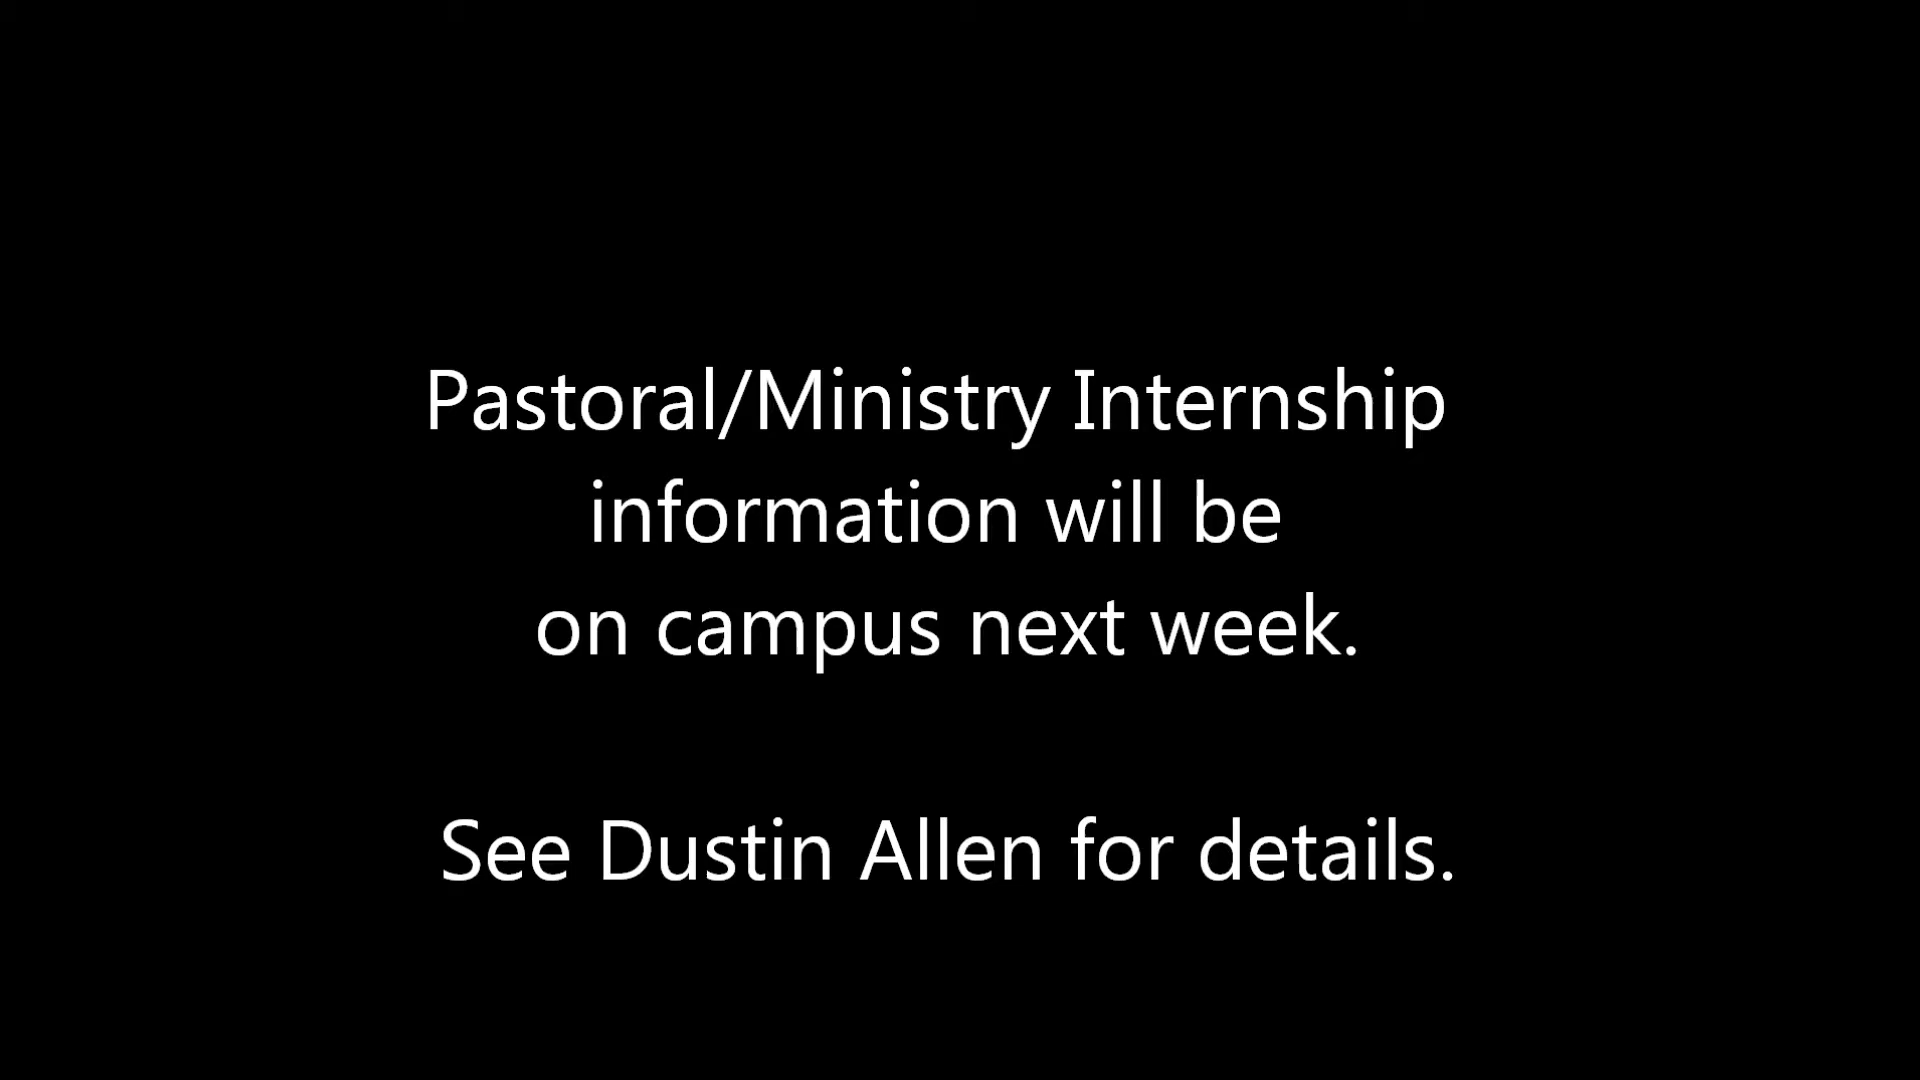 Pastoral/Ministry Internship
information will be
on campus next week.
See Dustin Allen for details.